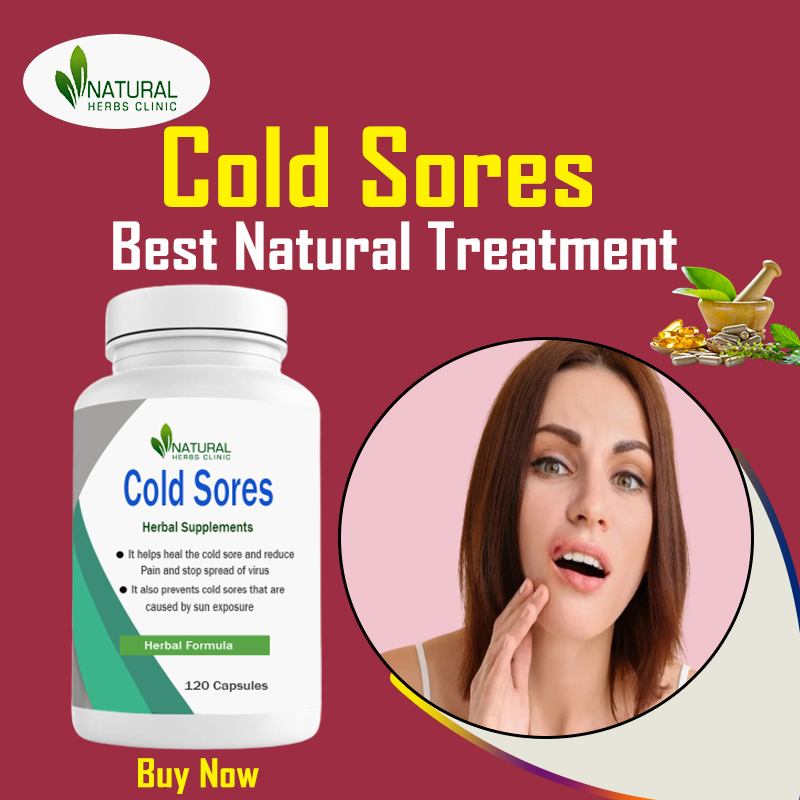 NATURAL
HERBS CLINIC
Cold Sores
Best Natural Treatment
NATURAL
HERBS CLINIC
Cold Sores
Herbal Supplements
● It helps heal the cold sore and reduce
Pain and stop spread of virus
● It also prevents cold sores that are
caused by sun exposure
Herbal Formula
120 Capsules
Buy Now